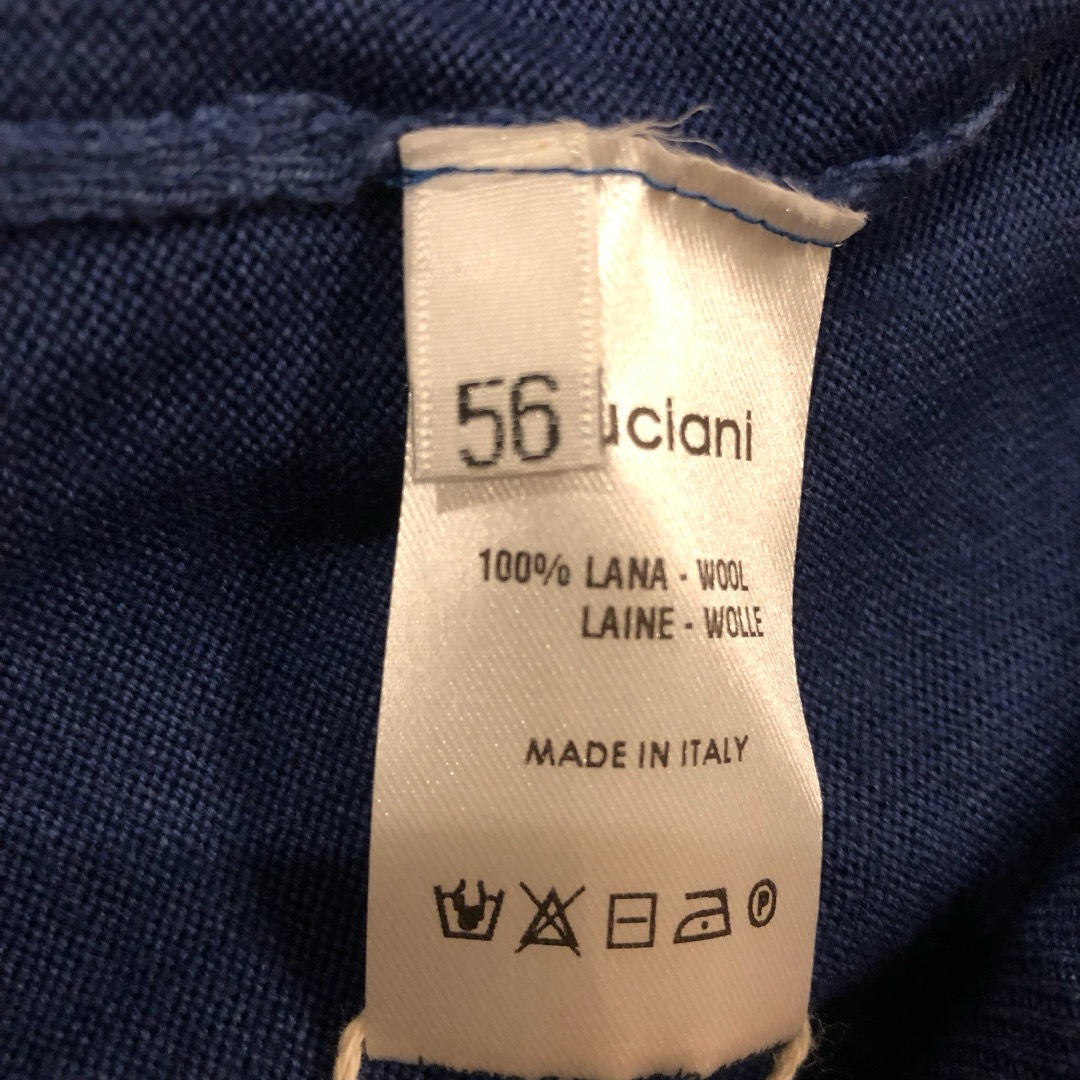 56
uciani
100% LANA - WOOL
LAINE - WOLLE
MADE IN ITALY
P